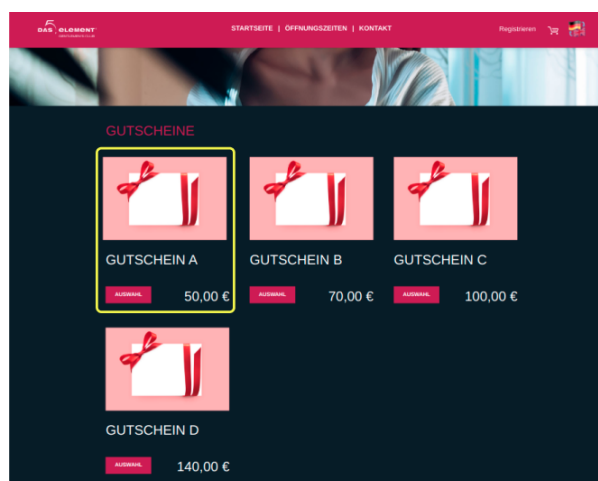 DAS 5 ELEMENT
STARTSEITE | ÖFFNUNGSZEITEN | KONTAKT
Registrieren
GUTSCHEINE
GUTSCHEIN A
AUSWAHL 50,00 €
GUTSCHEIN B
AUSWAHL 70,00 €
GUTSCHEIN C
AUSWAHL 100,00 €
GUTSCHEIN D
AUSWAHL 140,00 €